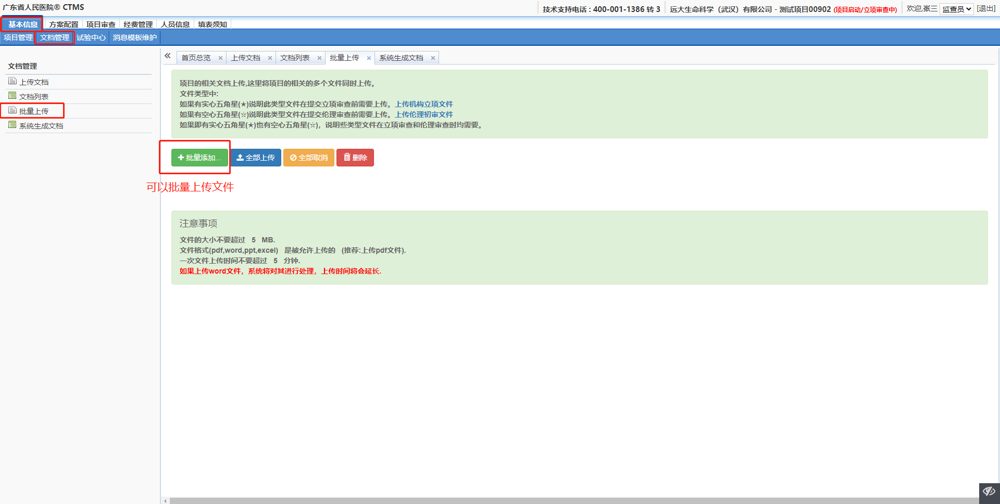 广东省人民医院® CTMS
技术支持电话：400-001-1386 转 3
远大生命科学（武汉）有限公司 - 测试项目00902 (项目启动/立项审查中)
欢迎,张三 监查员 [退出]
基本信息 方案配置 项目审查 经费管理 人员信息 填表须知
项目管理 文档管理 试验中心 消息模板维护
文档管理
上传文档
文档列表
批量上传
系统生成文档
首页总览 × 上传文档 × 文档列表 × 批量上传 × 系统生成文档 ×
项目的相关文档上传,这里将项目的相关的多个文件同时上传。
文件类型中:
如果有实心五角星(★)说明此类型文件在提交立项审查前需要上传。上传机构立项文件
如果有空心五角星(☆)说明此类型文件在提交伦理审查前需要上传。上传伦理初审文件
如果即有实心五角星(★)也有空心五角星(☆)，说明些类型文件在立项审查和伦理审查时均需要。
批量添加... 全部上传 全部取消 删除
可以批量上传文件
注意事项
文件的大小不要超过 5 MB.
文件格式(pdf,word,ppt,excel) 是被允许上传的 (推荐:上传pdf文件).
一次文件上传时间不要超过 5 分钟.
如果上传word文件，系统将对其进行处理，上传时间将会延长.